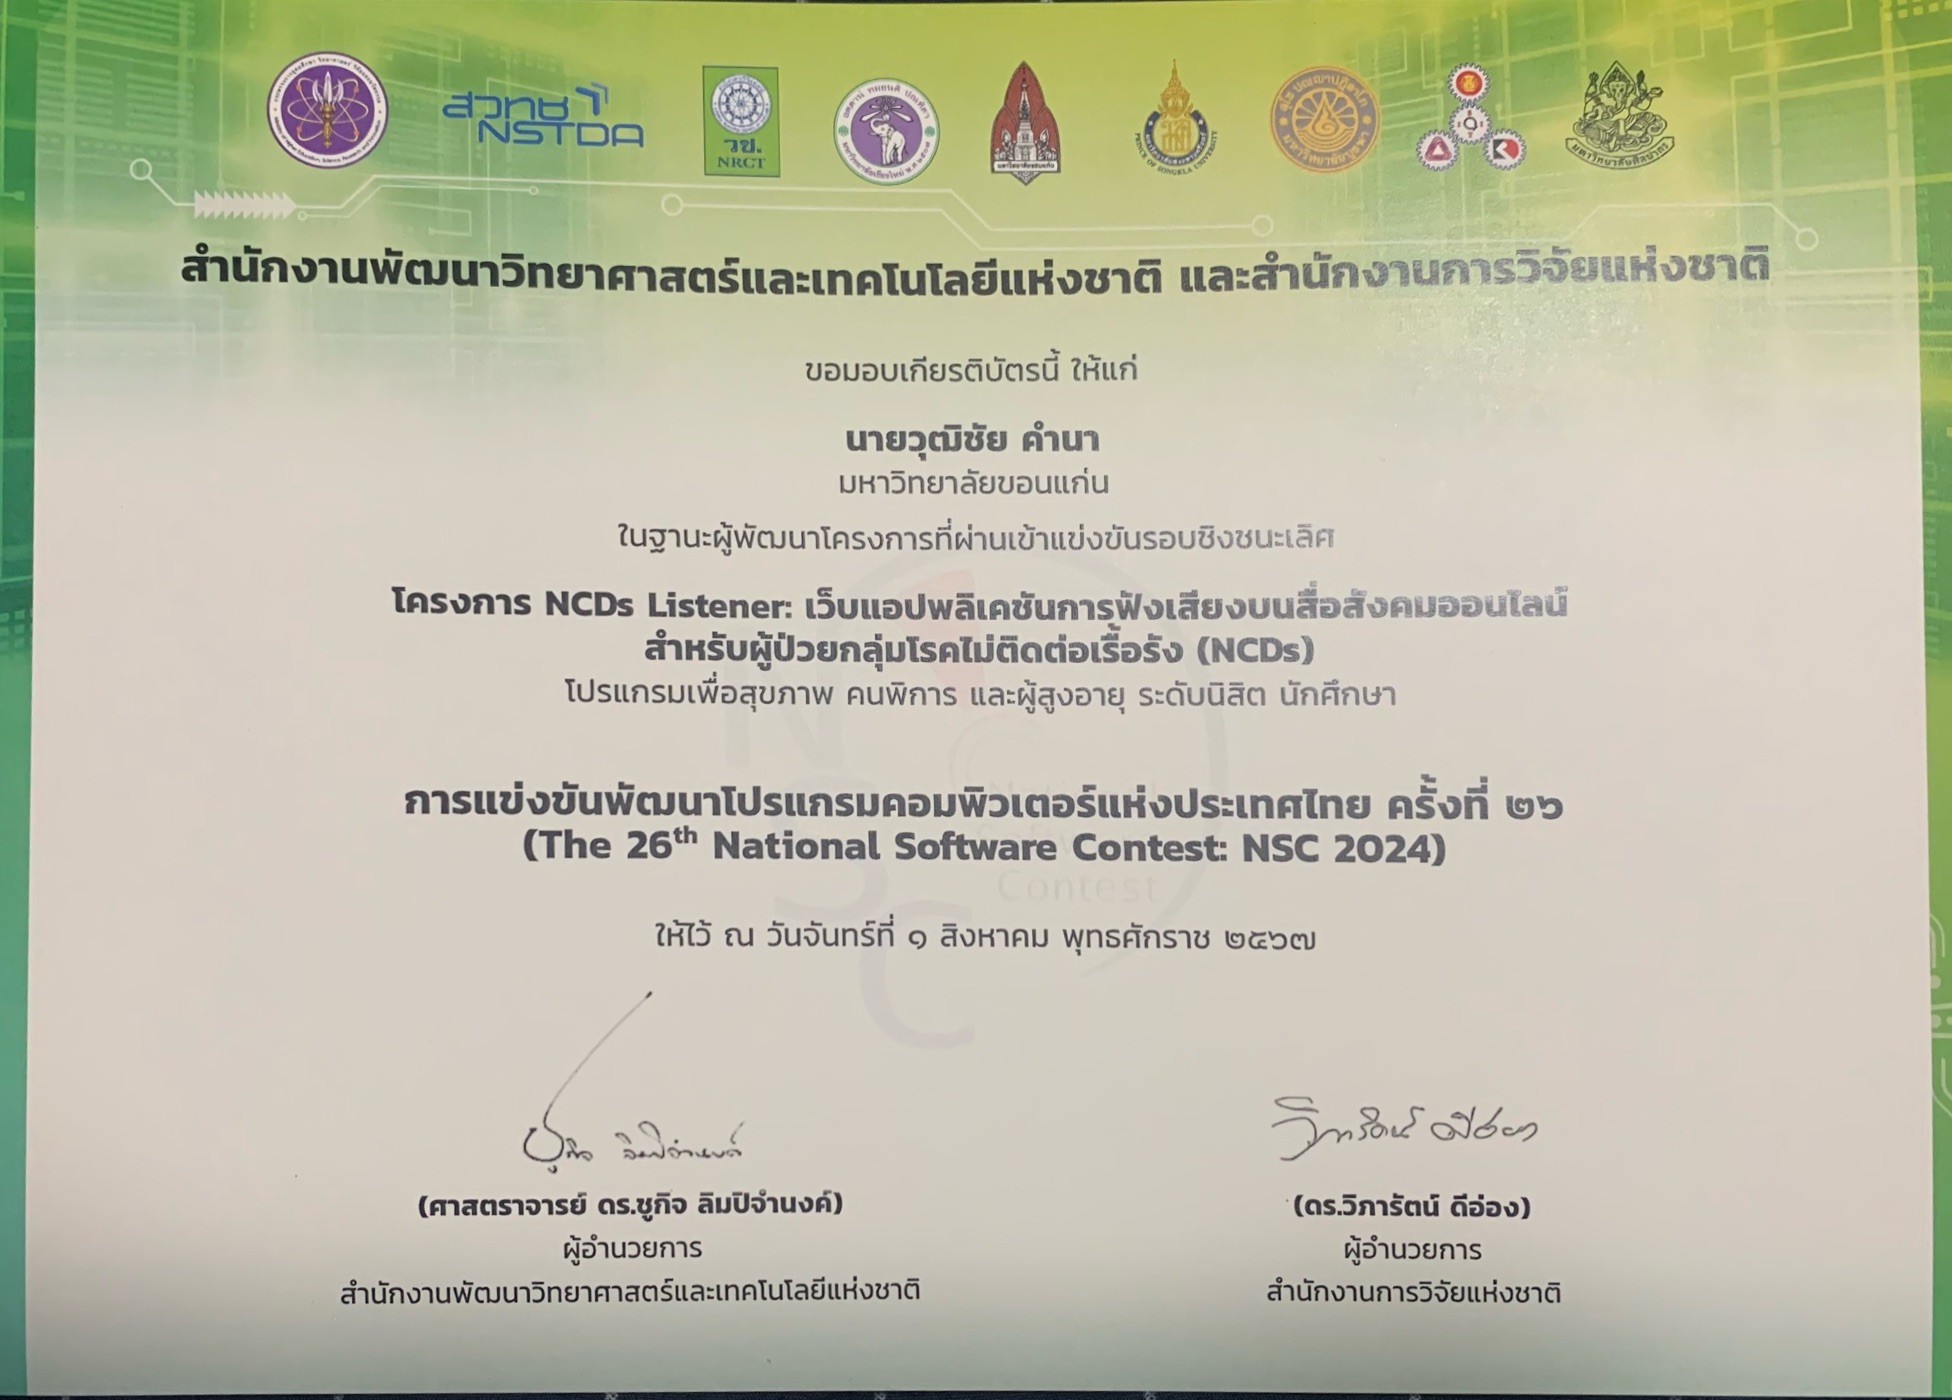 สวทช
NSTDA
วช.
NRCT
PRINCE OF SONGKLA UNIVERSITY
มหาวิทยาลัยศิลปากร
สำนักงานพัฒนาวิทยาศาสตร์และเทคโนโลยีแห่งชาติ และสำนักงานการวิจัยแห่งชาติ
ขอมอบเกียรติบัตรนี้ ให้แก่
นายวุฒิชัย คำนา
มหาวิทยาลัยขอนแก่น
ในฐานะผู้พัฒนาโครงการที่ผ่านเข้าแข่งขันรอบชิงชนะเลิศ
โครงการ NCDs Listener: เว็บแอปพลิเคชันการฟังเสียงบนสื่อสังคมออนไลน์
สำหรับผู้ป่วยกลุ่มโรคไม่ติดต่อเรื้อรัง (NCDs)
โปรแกรมเพื่อสุขภาพ คนพิการ และผู้สูงอายุ ระดับนิสิต นักศึกษา
การแข่งขันพัฒนาโปรแกรมคอมพิวเตอร์แห่งประเทศไทย ครั้งที่ ๒๖
(The 26th National Software Contest: NSC 2024)
ให้ไว้ ณ วันจันทร์ที่ ๑ สิงหาคม พุทธศักราช ๒๕๖๗
(ศาสตราจารย์ ดร.ชูกิจ ลิมปิจำนงค์)
ผู้อำนวยการ
สำนักงานพัฒนาวิทยาศาสตร์และเทคโนโลยีแห่งชาติ
(ดร.วิภารัตน์ ดีอ่อง)
ผู้อำนวยการ
สำนักงานการวิจัยแห่งชาติ